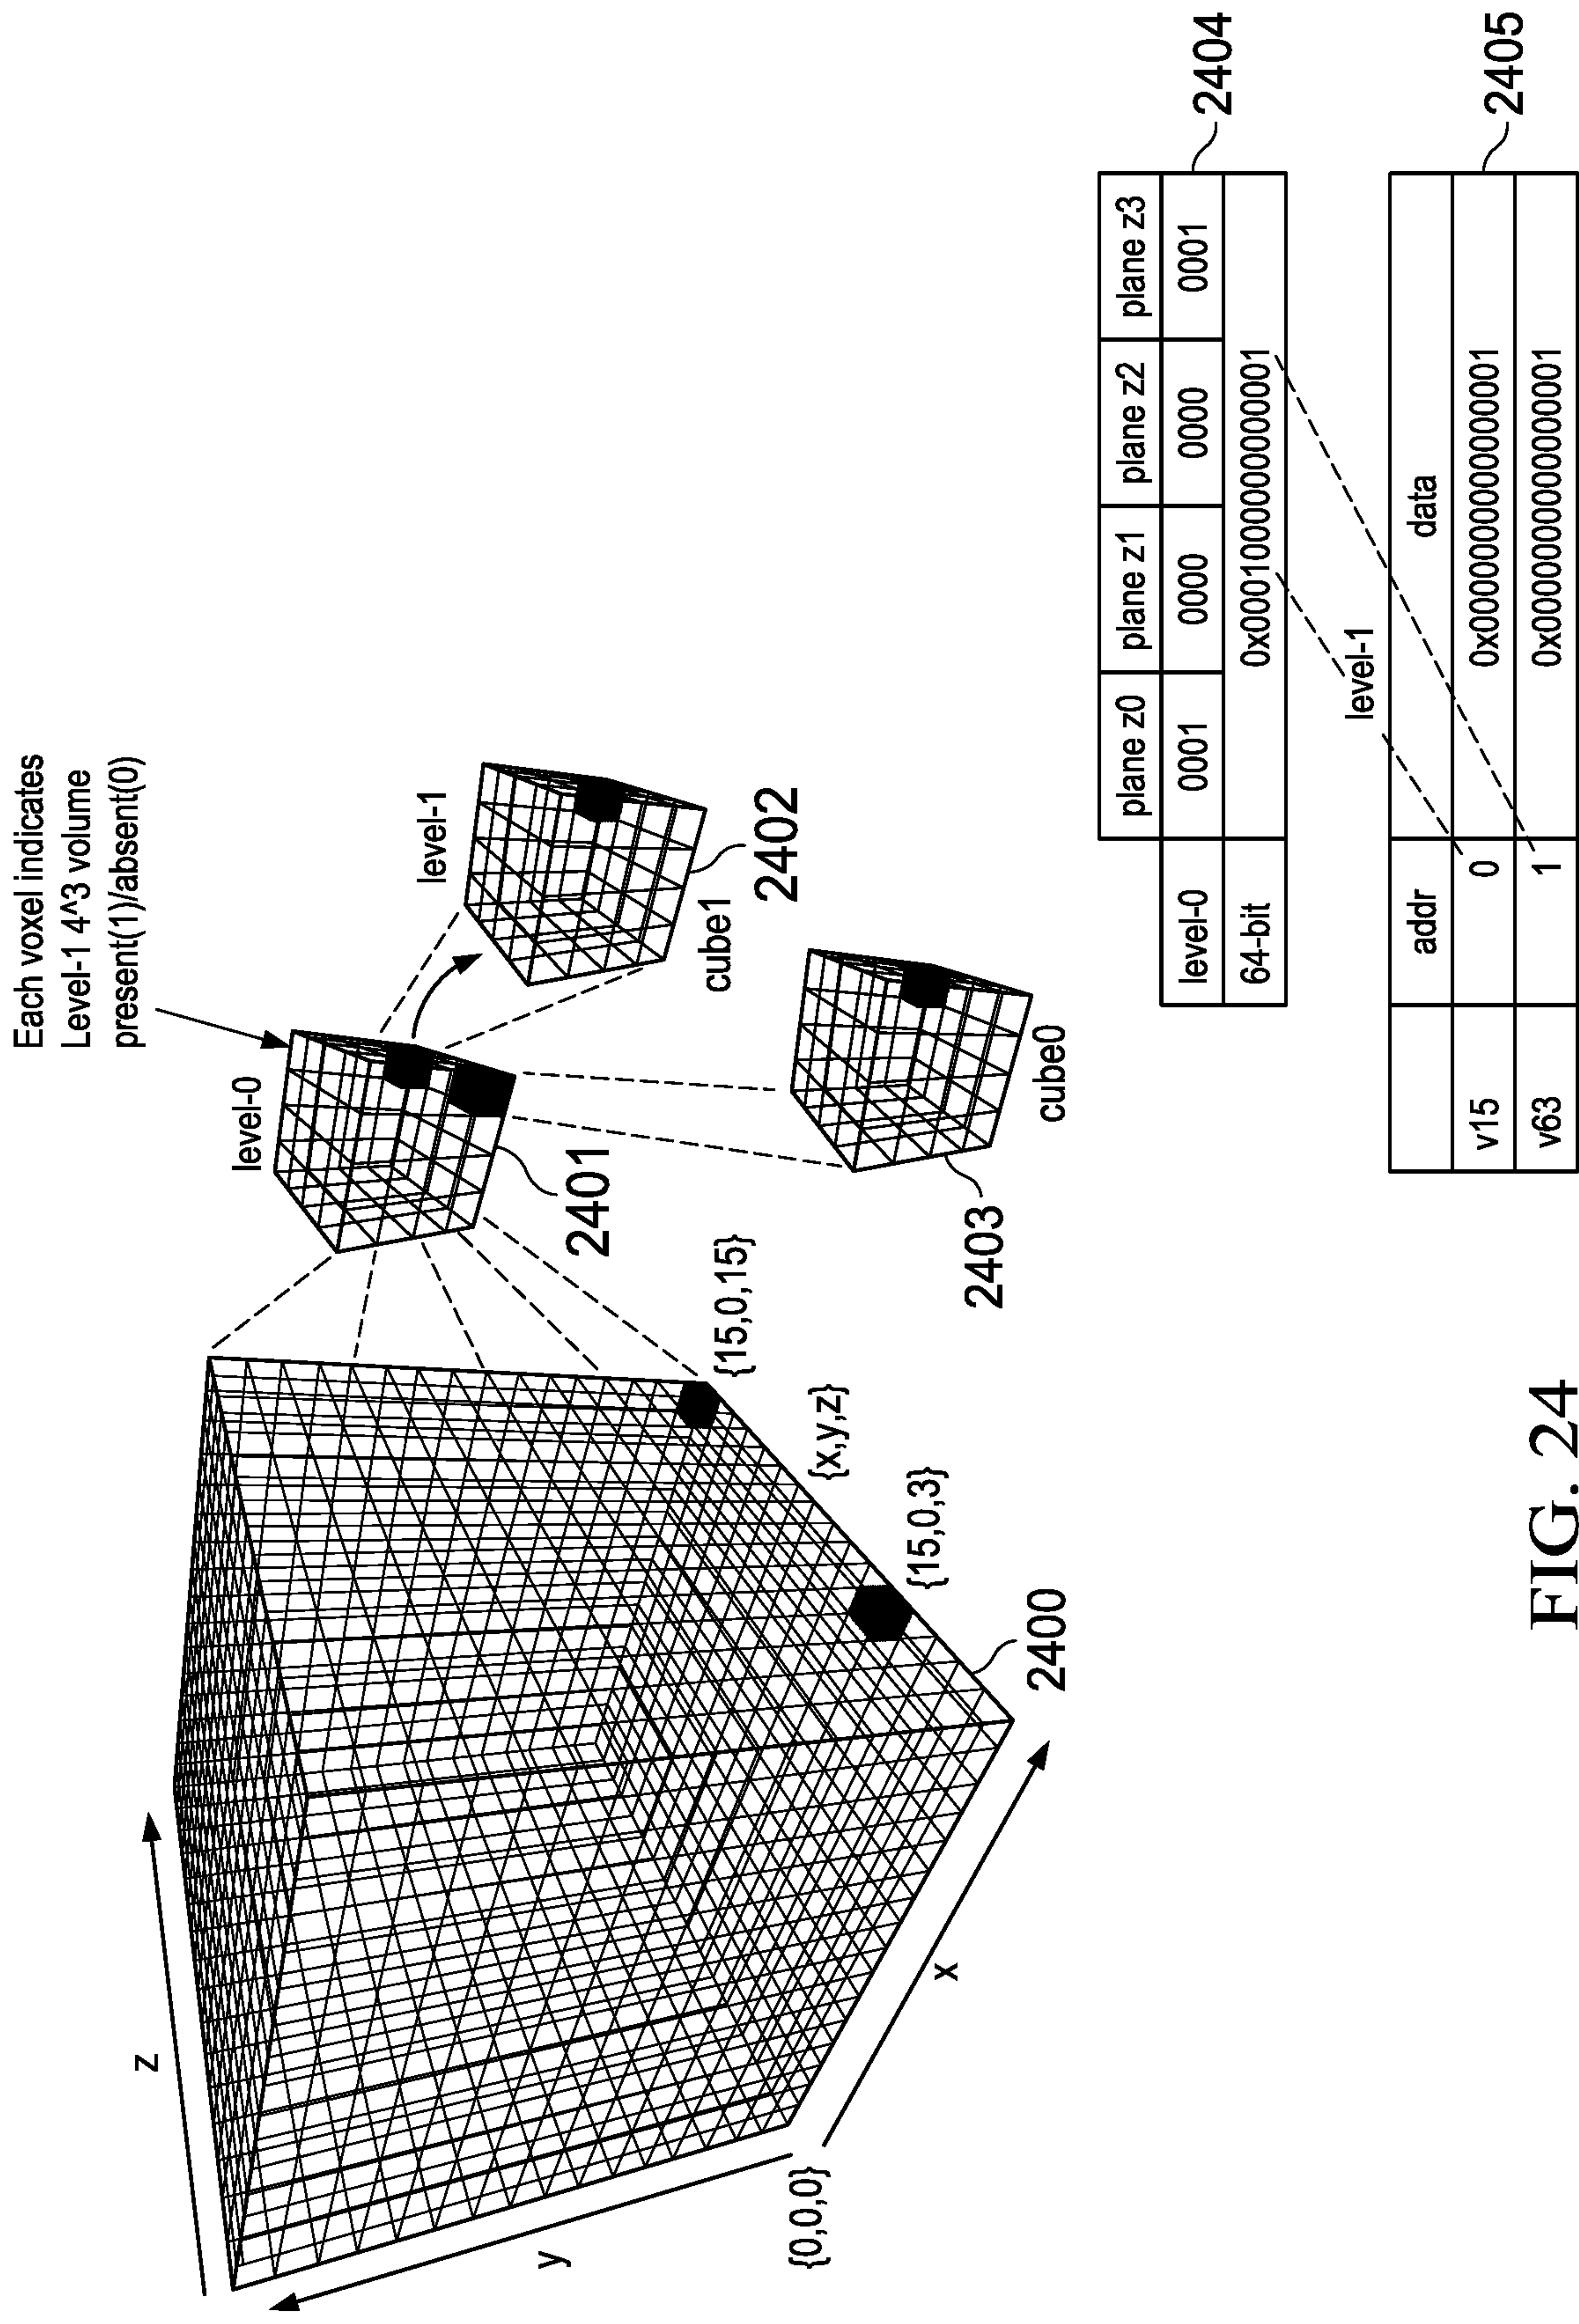 Each voxel indicates
Level-1 4^3 volume
present(1)/absent(0)
z
level-0
level-1
y
2401
cube1
2402
{15,0,15}
{0,0,0}
{x,y,z}
{15,0,3}
x
2403
2400
cube0
plane z0 plane z1 plane z2 plane z3
level-0 0001 0000 0000 0001
2404
64-bit 0x0001000000000001
level-1
addr data
v15 0 0x0000000000000001
2405
v63 1 0x0000000000000001
FIG. 24